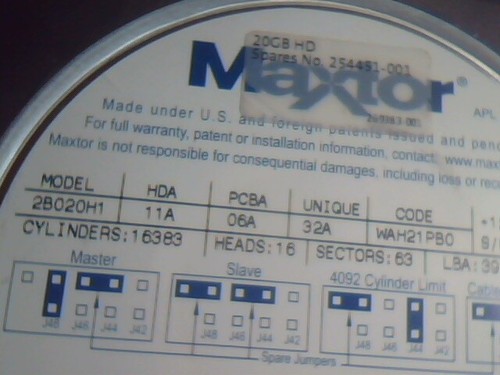 20GB HD
Spares No. 254451-001
Maxtor®
APL
Made under U.S. and foreign patents issued and pend
For full warranty, patent or installation information, contact: www.max
Maxtor is not responsible for consequential damages, including loss or
MODEL HDA PCBA UNIQUE CODE
2B020H1 11A 06A 32A WAH21PB0
CYLINDERS:16383 HEADS:16 SECTORS:63 LBA:39
Master Slave 4092 Cylinder Limit
J48 J46 J44 J42 J48 J46 J44 J42 J48 J46 J44 J42
Spare Jumpers